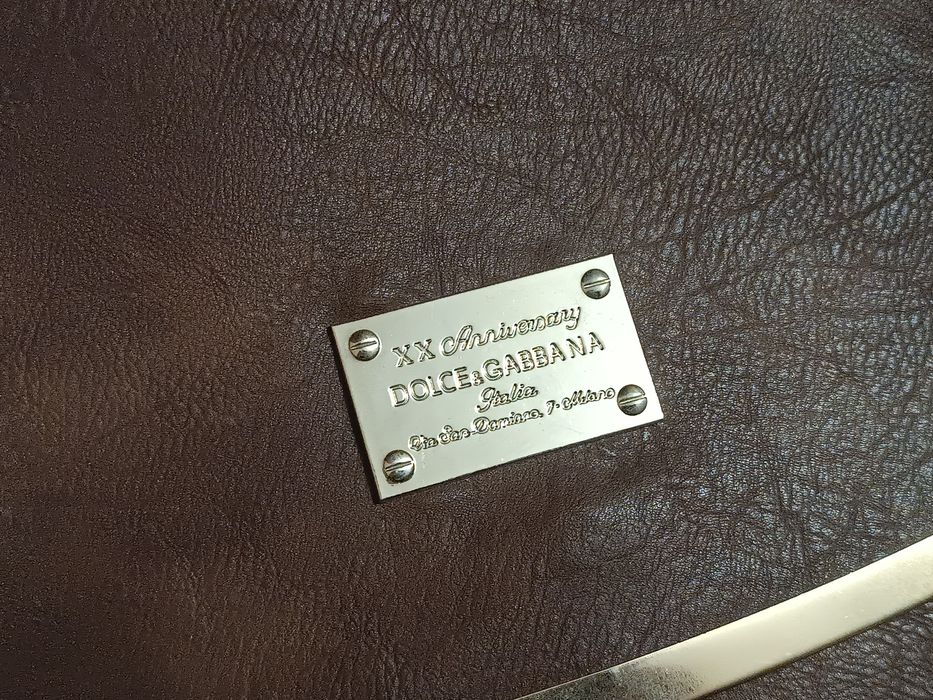 XX Anniversary
DOLCE&GABBANA
Italia
Via San Damiano, 7 - Milano